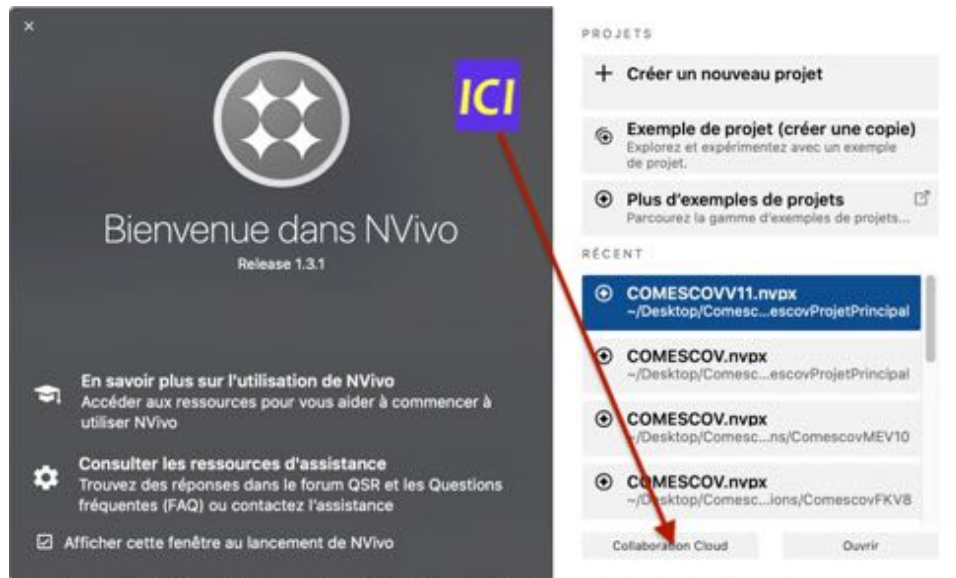 ICI
Bienvenue dans NVivo
Release 1.3.1
En savoir plus sur l'utilisation de NVivo
Accéder aux ressources pour vous aider à commencer à
utiliser NVivo
Consulter les ressources d'assistance
Trouvez des réponses dans le forum QSR et les Questions
fréquentes (FAQ) ou contactez l'assistance
Afficher cette fenêtre au lancement de NVivo
PROJETS
Créer un nouveau projet
Exemple de projet (créer une copie)
Explorez et expérimentez avec un exemple
de projet.
Plus d'exemples de projets
Parcourez la gamme d'exemples de projets...
RÉCENT
COMESCOVV11.nvpx
~/Desktop/Comesc...escovProjetPrincipal
COMESCOV.nvpx
~/Desktop/Comesc...escovProjetPrincipal
COMESCOV.nvpx
~/Desktop/Comesc...ns/ComescovMEV10
COMESCOV.nvpx
~/Desktop/Comesc...ions/ComescovFKV8
Collaboration Cloud
Ouvrir